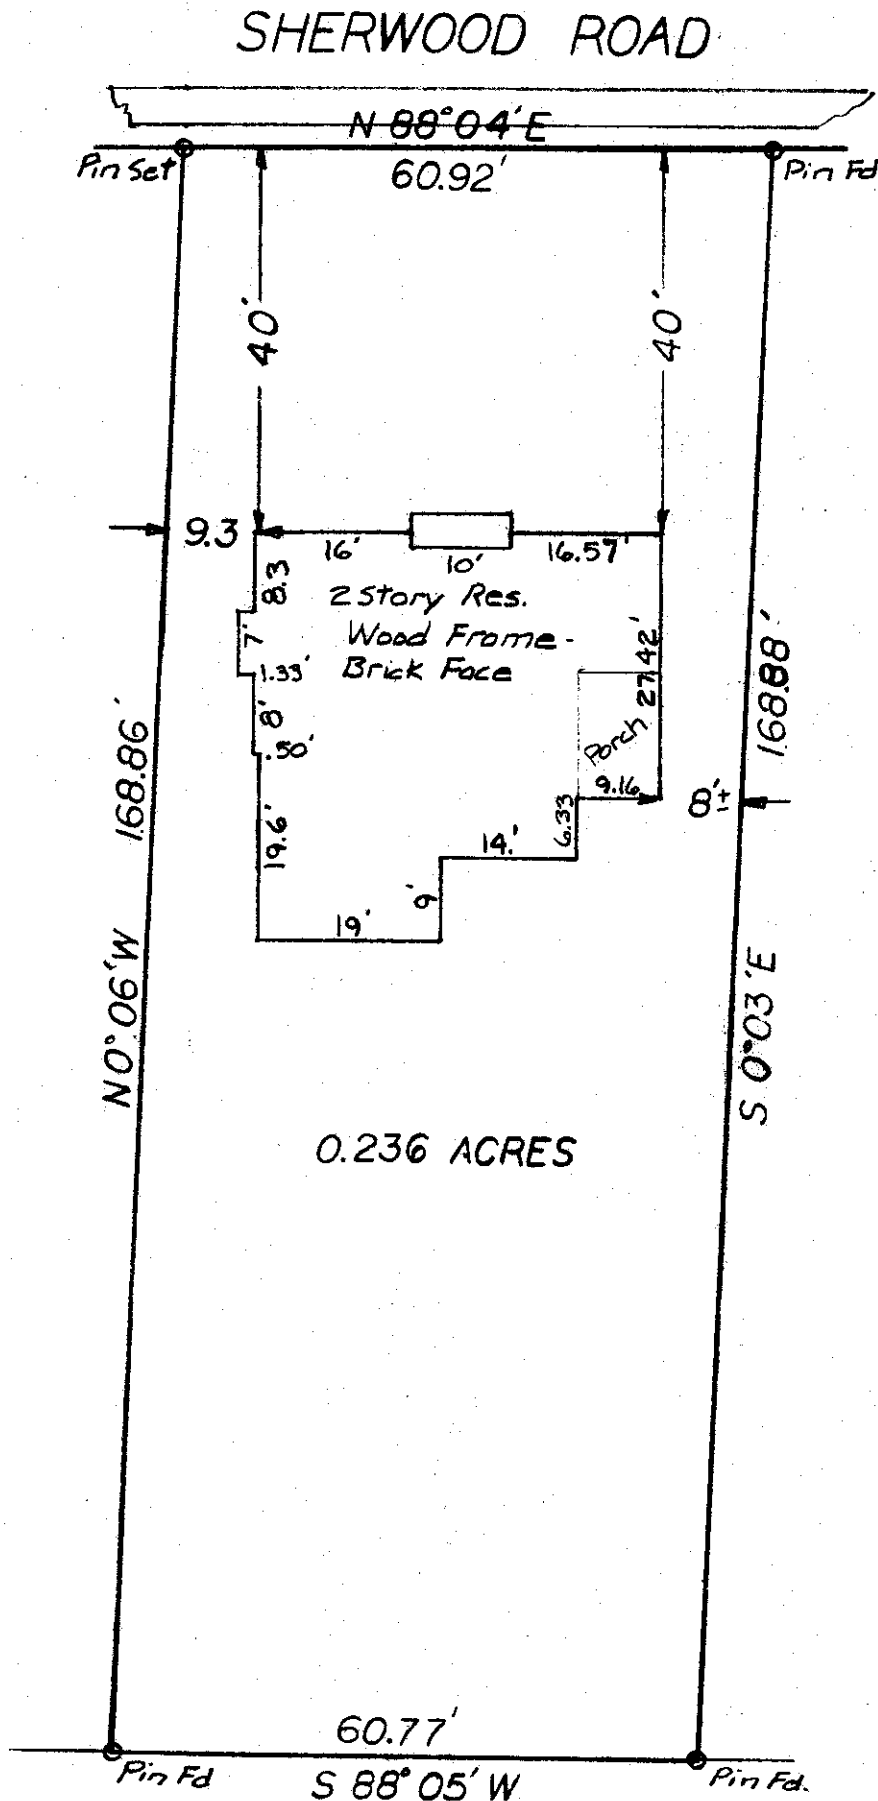 SHERWOOD ROAD
N 88°04'E
Pin Set
60.92'
Pin Fd
40'
40'
9.3
16'
10'
16.57'
8.3
2 Story Res.
7'
Wood Frame -
1.33'
Brick Face
27.42'
8'
Porch
168.86'
168.88'
.50'
9.16
8'±
19.6'
6.33
14.'
9'
19'
N 0°06'W
S 0°03'E
0.236 ACRES
60.77'
Pin Fd
S 88°05'W
Pin Fd.